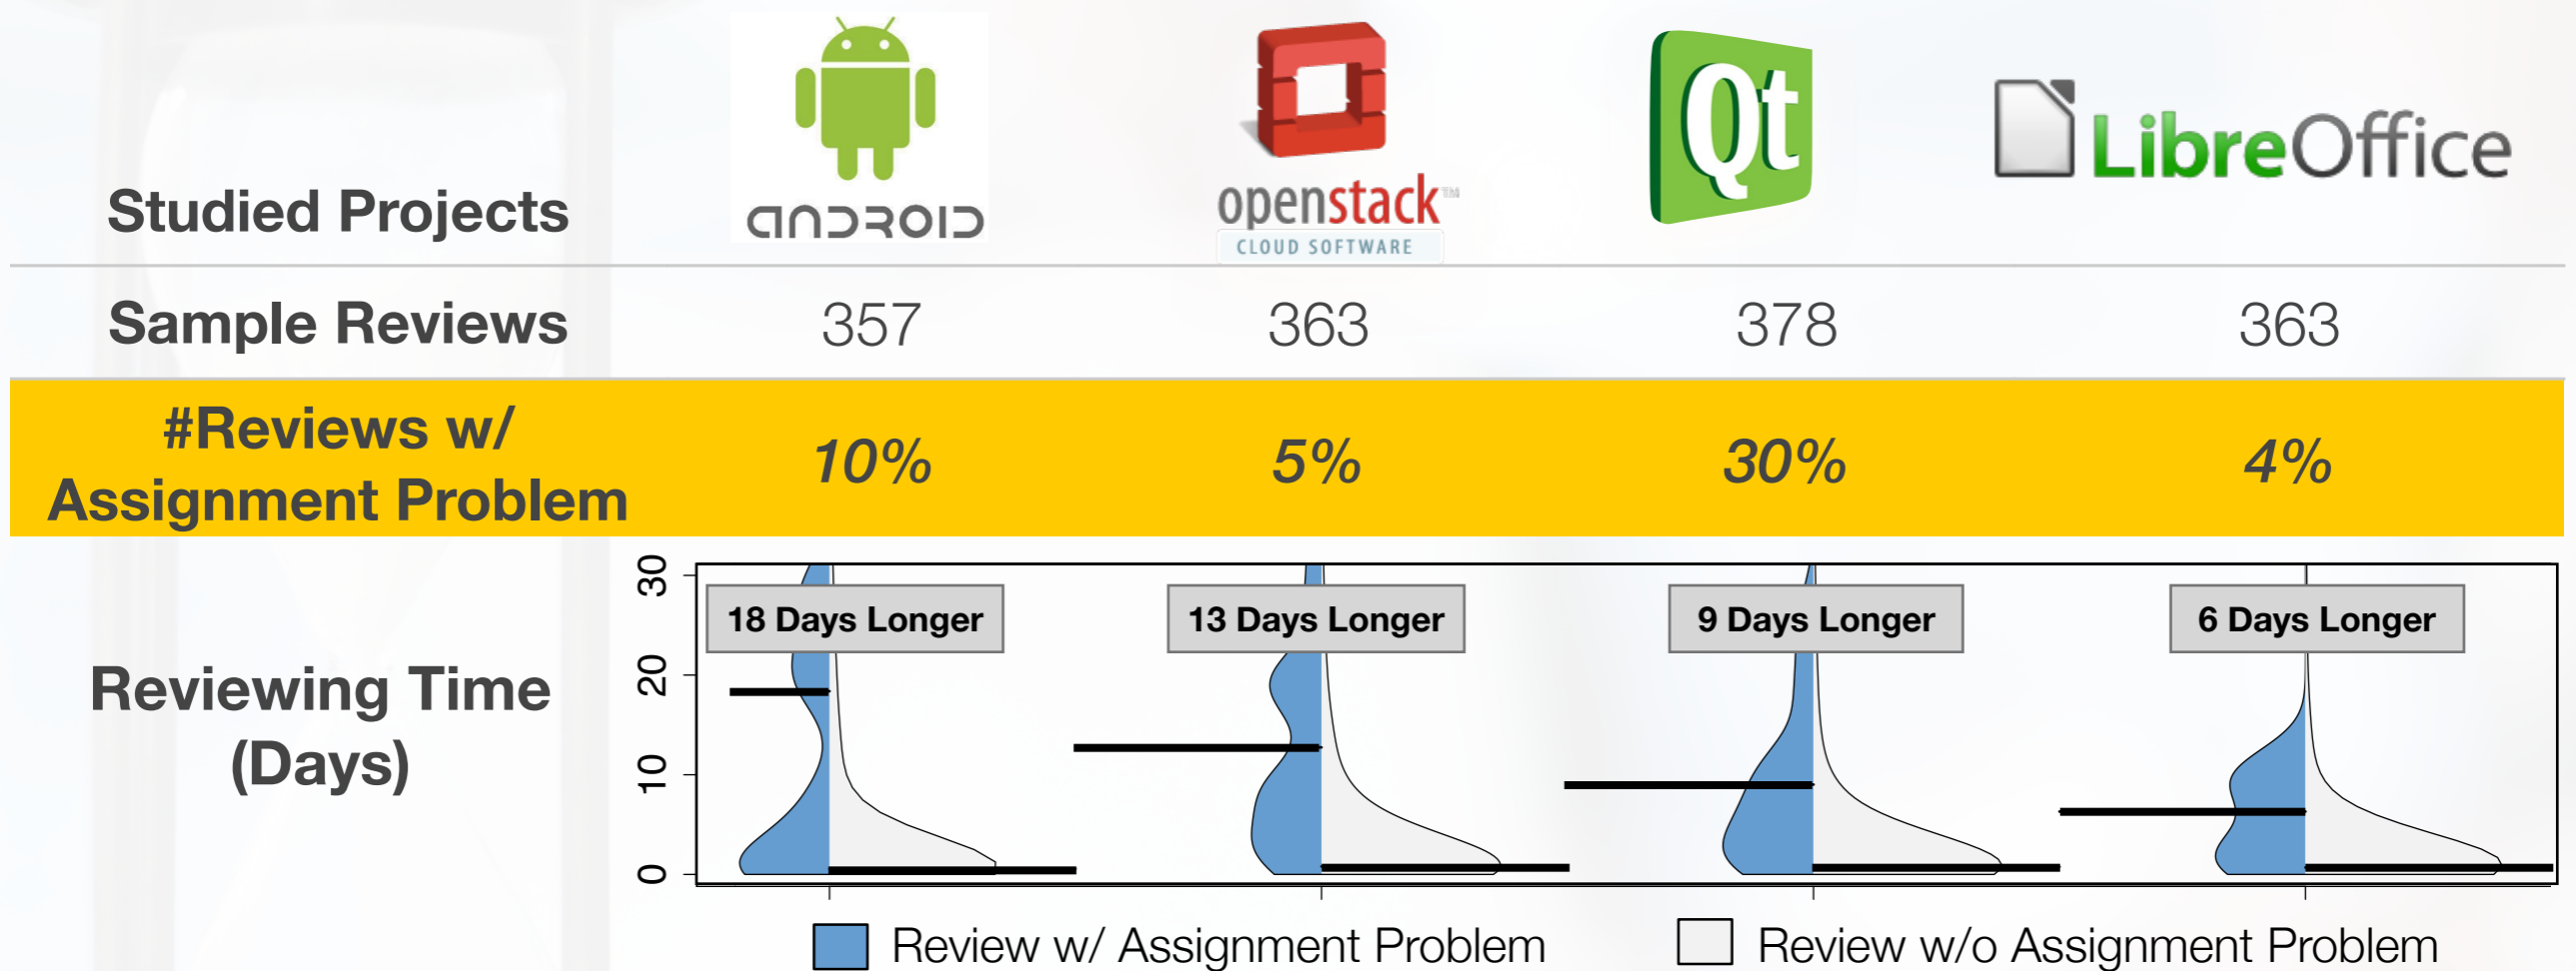 ANDROID
openstack™
CLOUD SOFTWARE
Qt
LibreOffice
Studied Projects
Sample Reviews 357 363 378 363
#Reviews w/
Assignment Problem 10% 5% 30% 4%
Reviewing Time
(Days)
30
20
10
0
18 Days Longer 13 Days Longer 9 Days Longer 6 Days Longer
Review w/ Assignment Problem Review w/o Assignment Problem